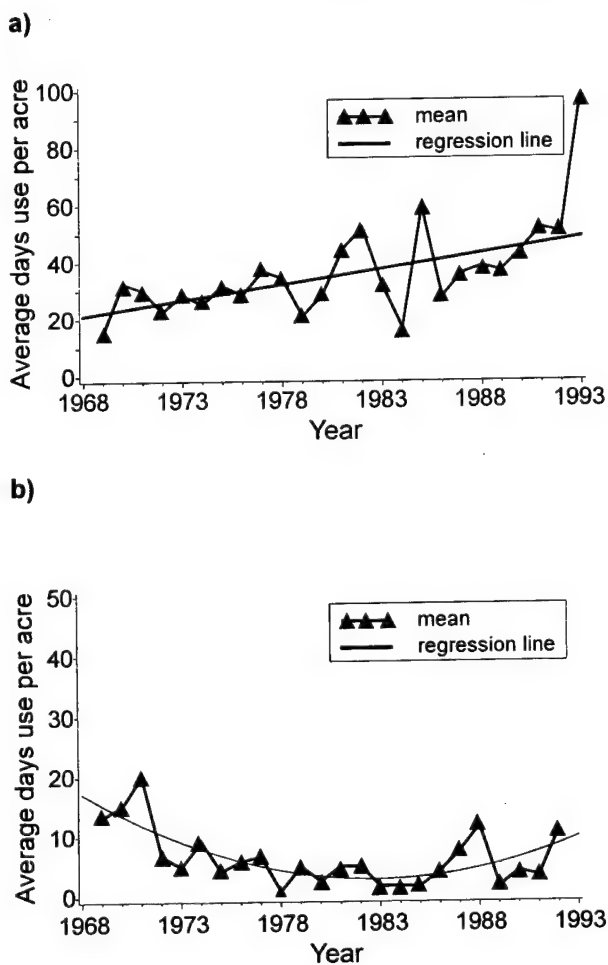 a)
Average days use per acre
100
80
60
40
20
0
mean
regression line
1968 1973 1978 1983 1988 1993
Year
b)
Average days use per acre
50
40
30
20
10
0
mean
regression line
1968 1973 1978 1983 1988 1993
Year